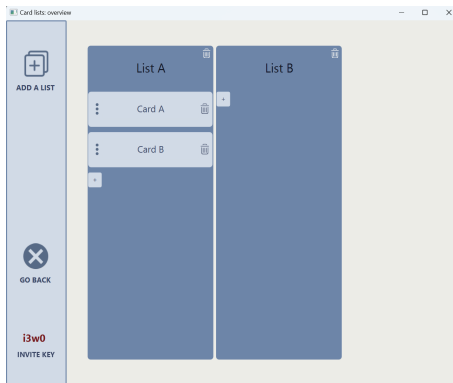 Card lists: overview
ADD A LIST
GO BACK
i3w0
INVITE KEY
List A
Card A
Card B
+
List B
+